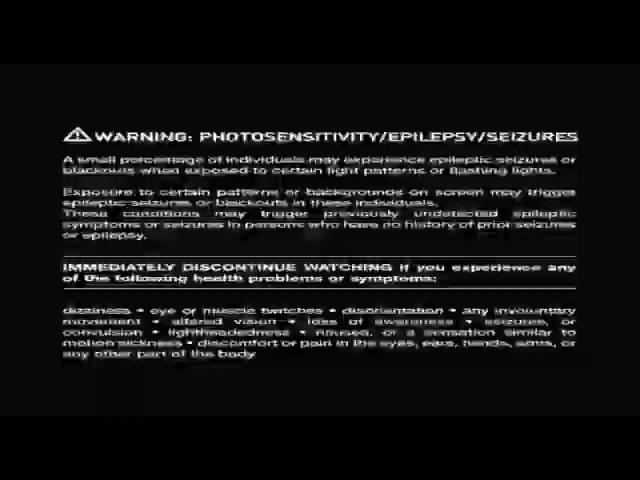 WARNING: PHOTOSENSITIVITY/EPILEPSY/SEIZURES
A small percentage of individuals may experience epileptic seizures or
blackouts when exposed to certain light patterns or flashing lights.
Exposure to certain patterns or backgrounds on screen may trigger
epileptic seizures or blackouts in these individuals.
These conditions may trigger previously undetected epileptic
symptoms or seizures in persons who have no history of prior seizures
or epilepsy.
IMMEDIATELY DISCONTINUE WATCHING if you experience any
of the following health problems or symptoms:
dizziness • eye or muscle twitches • disorientation • any involuntary
movement • altered vision • loss of awareness • seizures, or
convulsion • lightheadedness • nausea, or a sensation similar to
motion sickness • discomfort or pain in the eyes, ears, hands, arms, or
any other part of the body